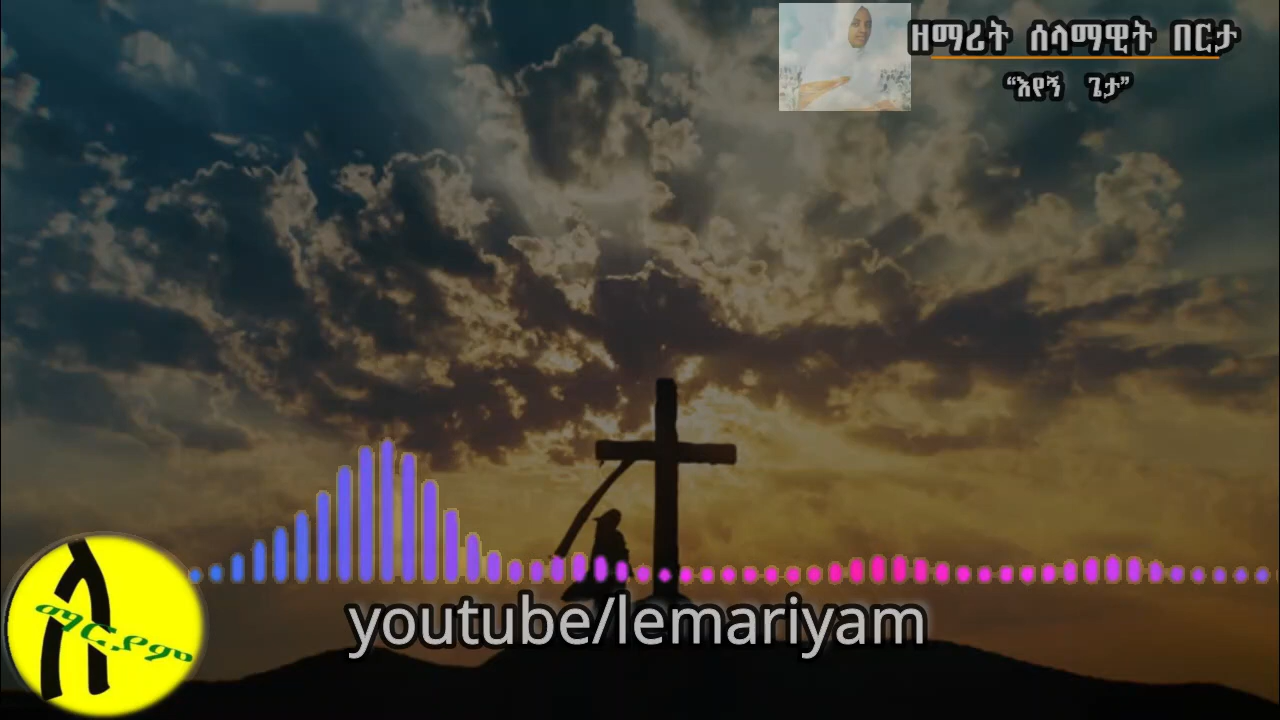 ዘማሪት ሰላማዊት በርታ
“እየኝ ጌታ”
ለ
ማርያም
youtube/lemariyam